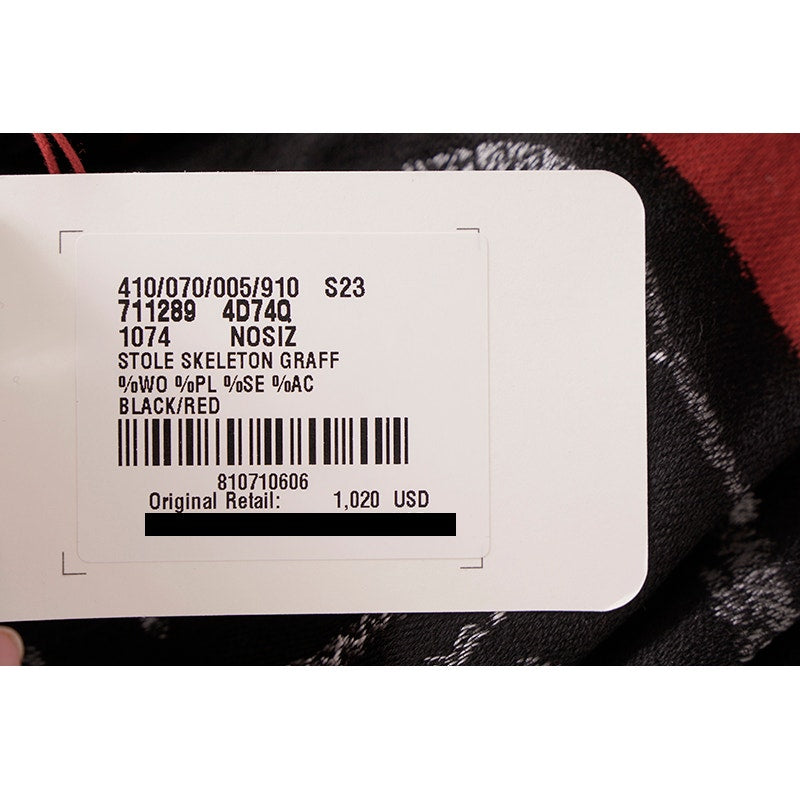 410/070/005/910 S23
711289 4D74Q
1074 NOSIZ
STOLE SKELETON GRAFF
%WO %PL %SE %AC
BLACK/RED
810710606
Original Retail: 1,020 USD